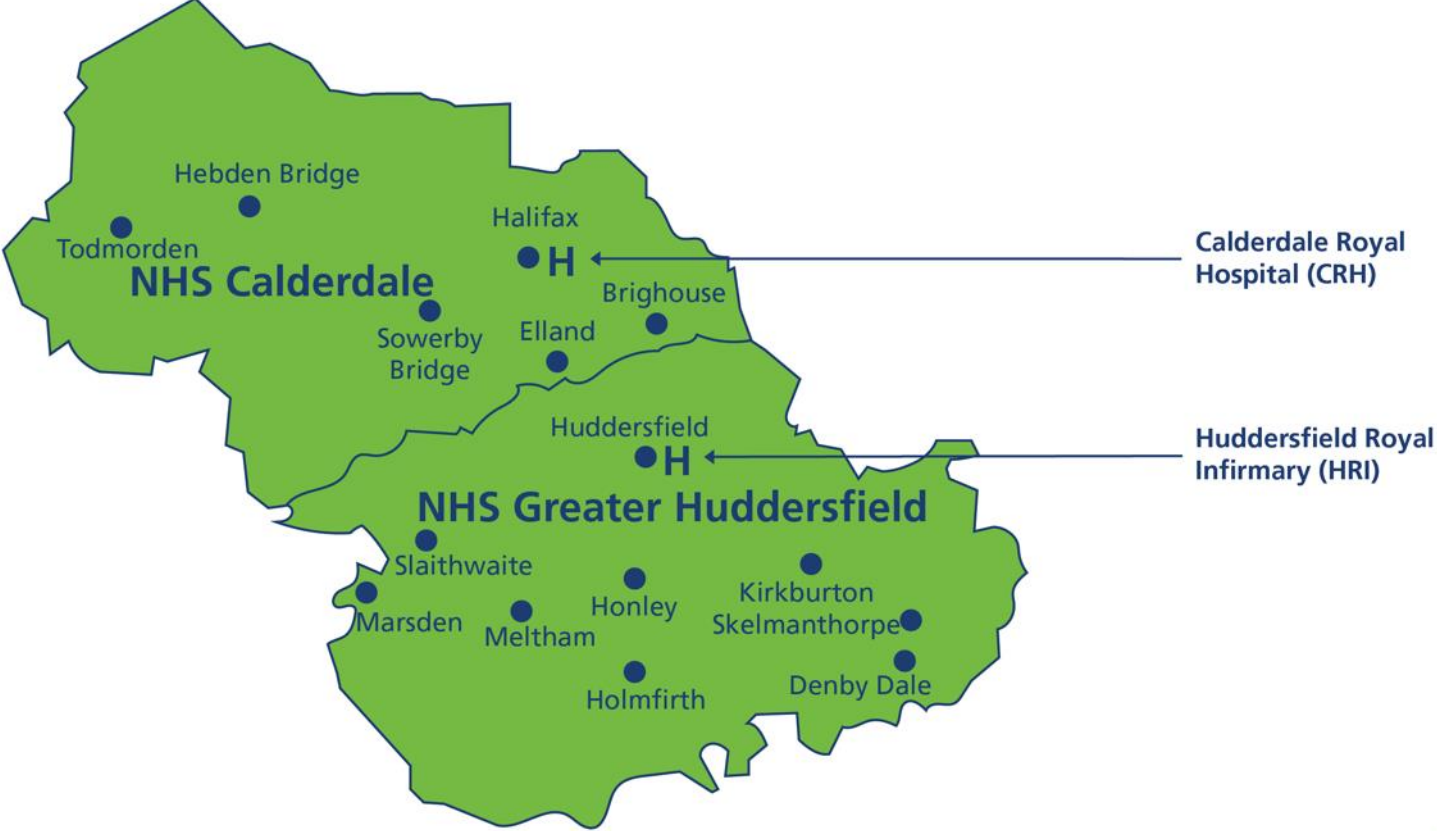 Hebden Bridge
Halifax
Todmorden
H
Calderdale Royal
Hospital (CRH)
NHS Calderdale
Brighouse
Sowerby
Bridge
Elland
Huddersfield
H
Huddersfield Royal
Infirmary (HRI)
NHS Greater Huddersfield
Slaithwaite
Kirkburton
Honley
Marsden
Meltham
Skelmanthorpe
Holmfirth
Denby Dale